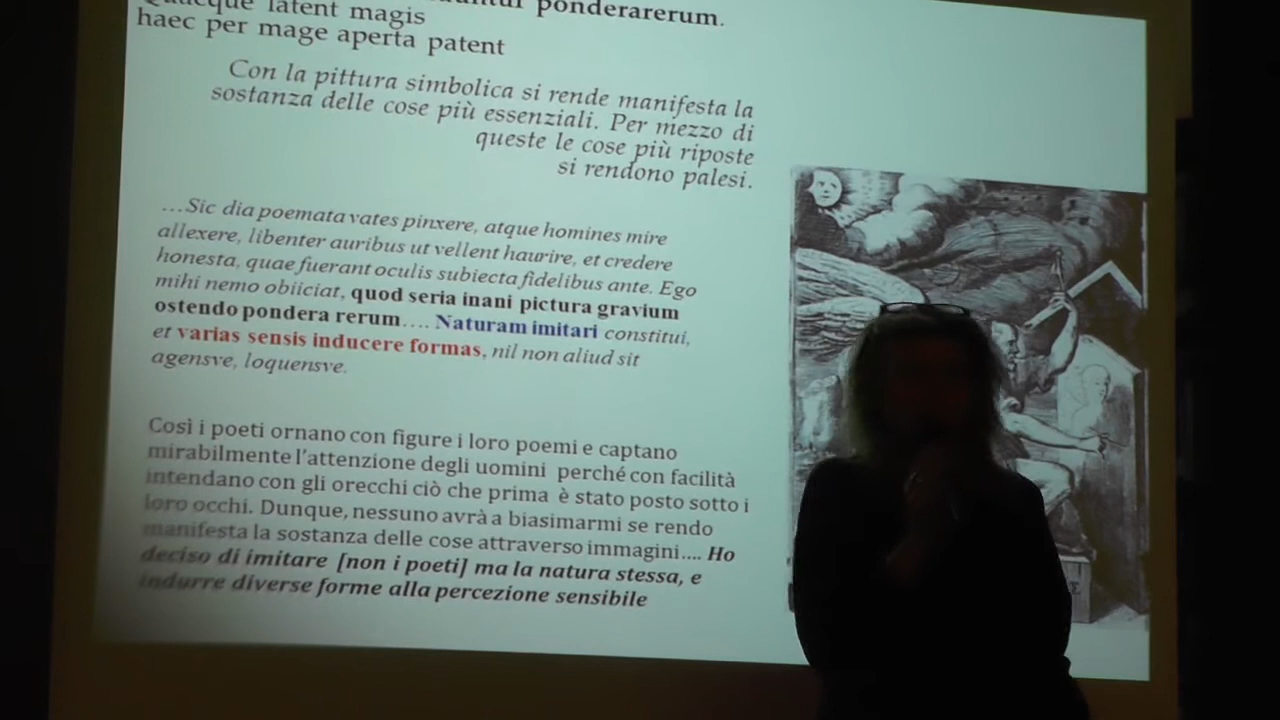 ponderarerum.
latent magis
haec per mage aperta patent
Con la pittura simbolica si rende manifesta la
sostanza delle cose più essenziali. Per mezzo di
queste le cose più riposte
si rendono palesi.
…Sic dia poemata vates pinxere, atque homines mire
allexere, libenter auribus ut vellent haurire, et credere
honesta, quae fuerant oculis subiecta fidelibus ante. Ego
mihi nemo obiiciat, quod seria inani pictura gravium
ostendo pondera rerum…. Naturam imitari constitui,
et varias sensis inducere formas, nil non aliud sit
agensve, loquensve.
Così i poeti ornano con figure i loro poemi e captano
mirabilmente l'attenzione degli uomini perché con facilità
intendano con gli orecchi ciò che prima è stato posto sotto i
loro occhi. Dunque, nessuno avrà a biasimarmi se rendo
manifesta la sostanza delle cose attraverso immagini…. Ho
deciso di imitare [non i poeti] ma la natura stessa, e
indurre diverse forme alla percezione sensibile